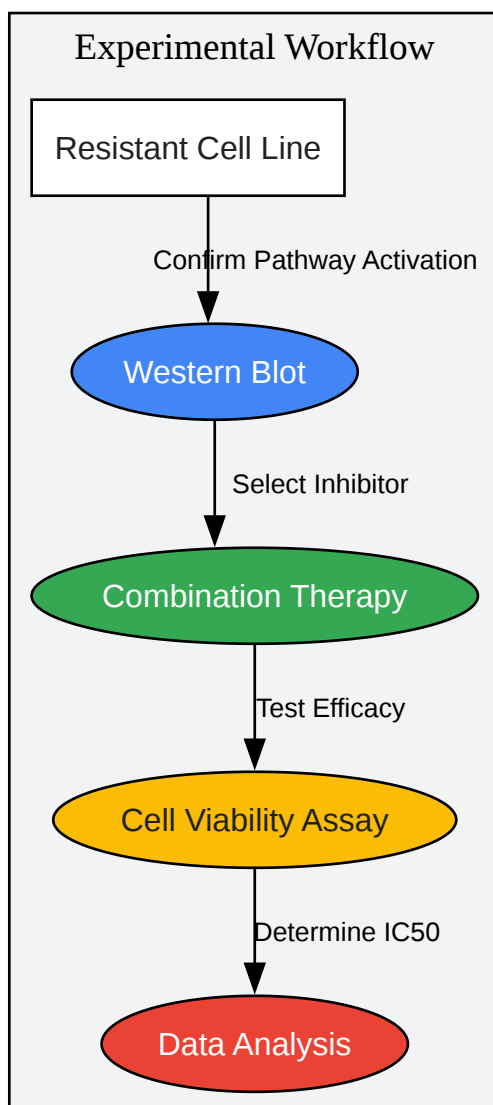 Experimental Workflow
Resistant Cell Line
Confirm Pathway Activation
Western Blot
Select Inhibitor
Combination Therapy
Test Efficacy
Cell Viability Assay
Determine IC50
Data Analysis